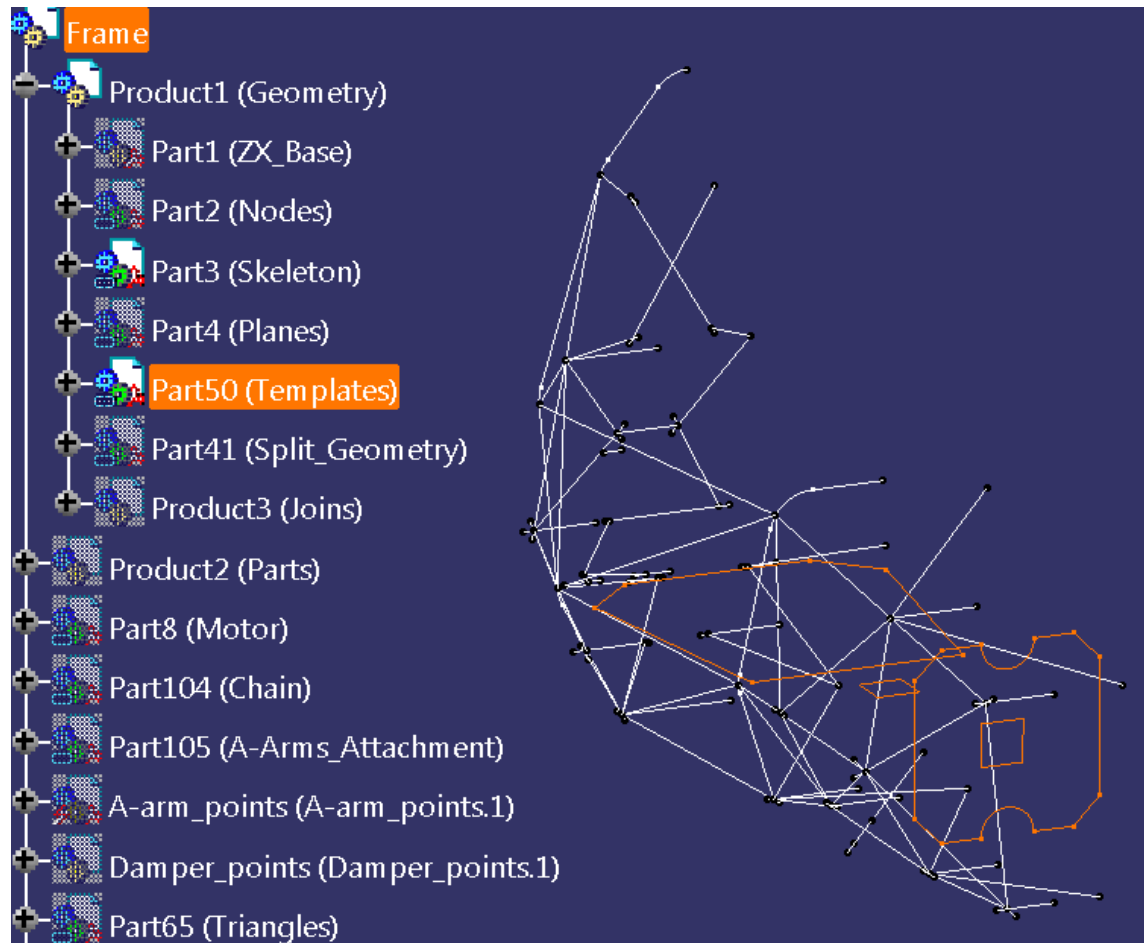 Frame
Product1 (Geometry)
Part1 (ZX_Base)
Part2 (Nodes)
Part3 (Skeleton)
Part4 (Planes)
Part50 (Templates)
Part41 (Split_Geometry)
Product3 (Joins)
Product2 (Parts)
Part8 (Motor)
Part104 (Chain)
Part105 (A-Arms_Attachment)
A-arm_points (A-arm_points.1)
Damper_points (Damper_points.1)
Part65 (Triangles)